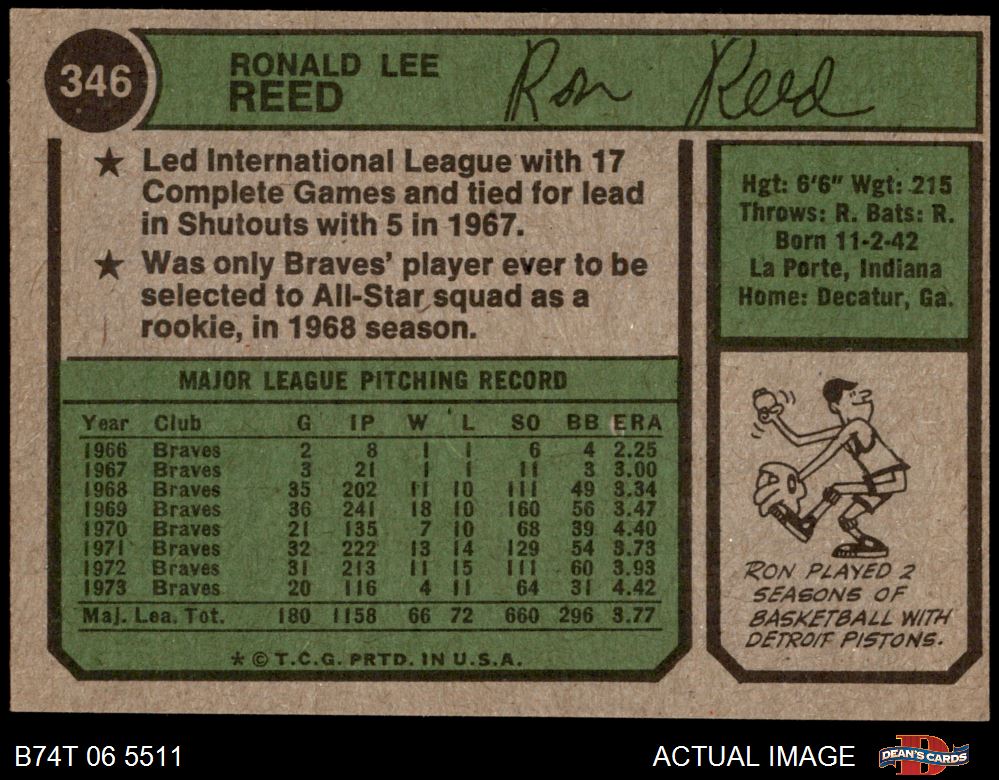 346
RONALD LEE
REED
Ron Reed
★ Led International League with 17
Complete Games and tied for lead
in Shutouts with 5 in 1967.
★ Was only Braves' player ever to be
selected to All-Star squad as a
rookie, in 1968 season.
Hgt: 6'6" Wgt: 215
Throws: R. Bats: R.
Born 11-2-42
La Porte, Indiana
Home: Decatur, Ga.
MAJOR LEAGUE PITCHING RECORD
Year Club G IP W L SO BB ERA
1966 Braves 2 8 1 1 6 4 2.25
1967 Braves 3 21 1 1 11 3 3.00
1968 Braves 35 202 11 10 111 49 3.34
1969 Braves 36 241 18 10 160 56 3.47
1970 Braves 21 135 7 10 68 39 4.40
1971 Braves 32 222 13 14 129 54 3.73
1972 Braves 31 213 11 15 111 60 3.93
1973 Braves 20 116 4 11 64 31 4.42
Maj. Lea. Tot. 180 1158 66 72 660 296 3.77
* © T.C.G. PRTD. IN U.S.A.
RON PLAYED 2
SEASONS OF
BASKETBALL WITH
DETROIT PISTONS.
B74T 06 5511
ACTUAL IMAGE
DEAN'S CARDS